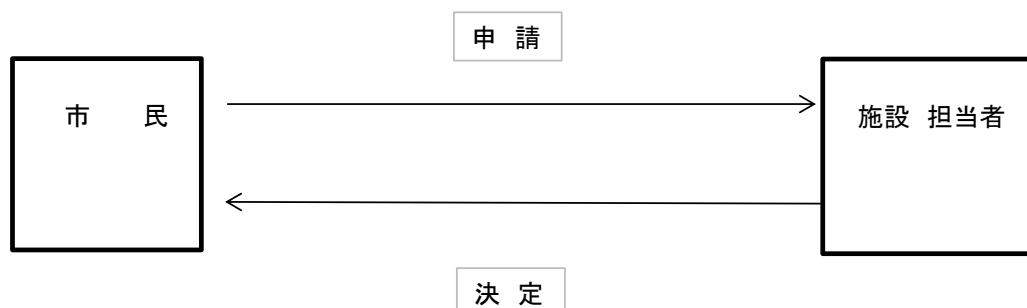 申 請
市 民
施設 担当者
決 定